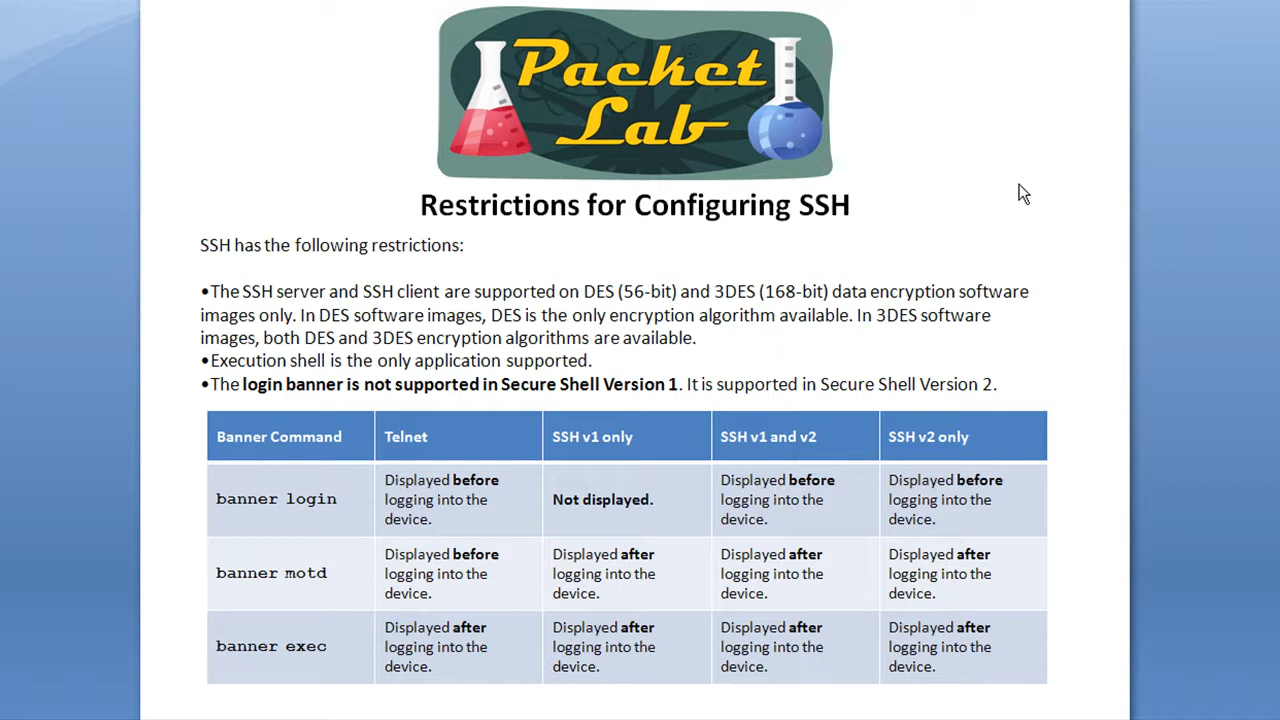 Packet
Lab
Restrictions for Configuring SSH
SSH has the following restrictions:
•The SSH server and SSH client are supported on DES (56-bit) and 3DES (168-bit) data encryption software
images only. In DES software images, DES is the only encryption algorithm available. In 3DES software
images, both DES and 3DES encryption algorithms are available.
•Execution shell is the only application supported.
•The login banner is not supported in Secure Shell Version 1. It is supported in Secure Shell Version 2.
Banner Command Telnet SSH v1 only SSH v1 and v2 SSH v2 only
banner login
Displayed before
logging into the
device.
Not displayed.
Displayed before
logging into the
device.
Displayed before
logging into the
device.
banner motd
Displayed before
logging into the
device.
Displayed after
logging into the
device.
Displayed after
logging into the
device.
Displayed after
logging into the
device.
banner exec
Displayed after
logging into the
device.
Displayed after
logging into the
device.
Displayed after
logging into the
device.
Displayed after
logging into the
device.